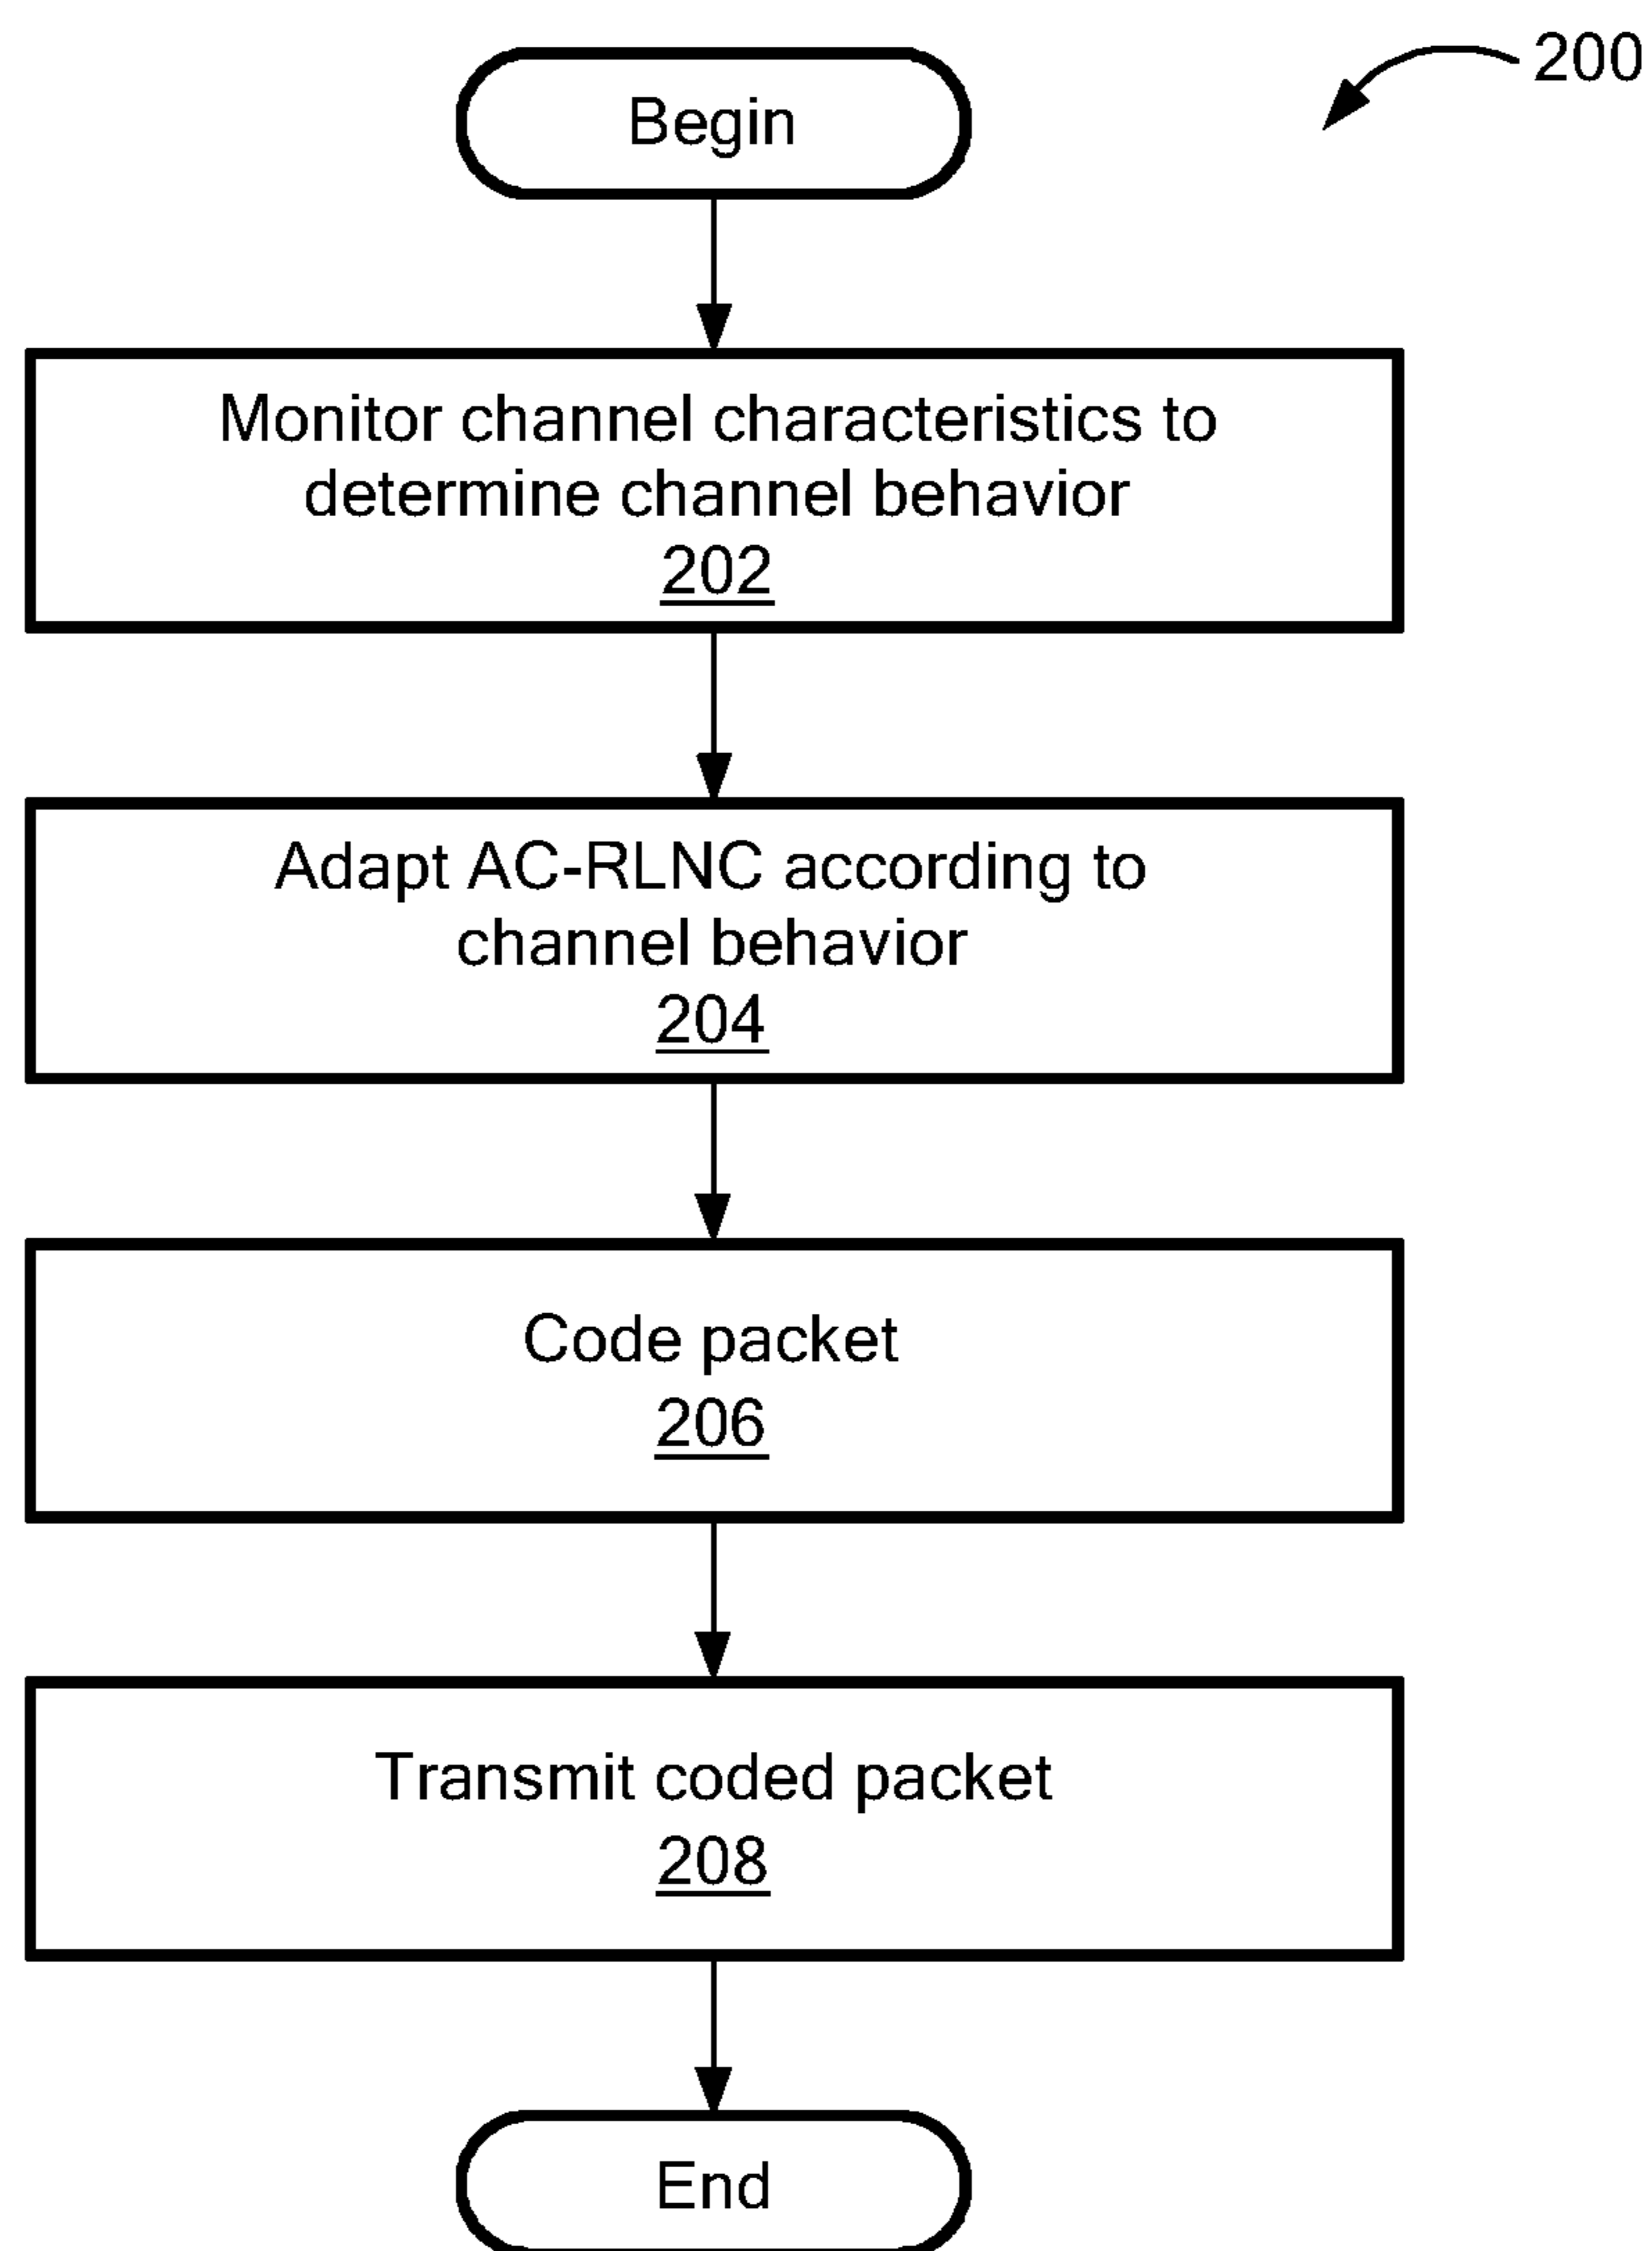 200
Begin
Monitor channel characteristics to
determine channel behavior
202
Adapt AC-RLNC according to
channel behavior
204
Code packet
206
Transmit coded packet
208
End